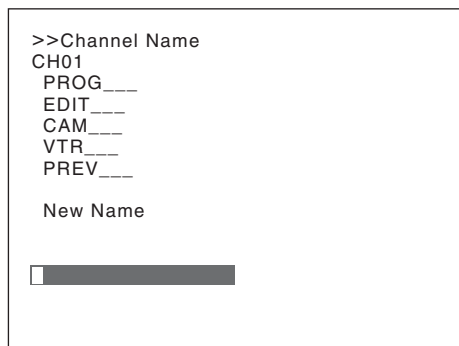 >>Channel Name
CH01
PROG___
EDIT___
CAM___
VTR___
PREV___
New Name